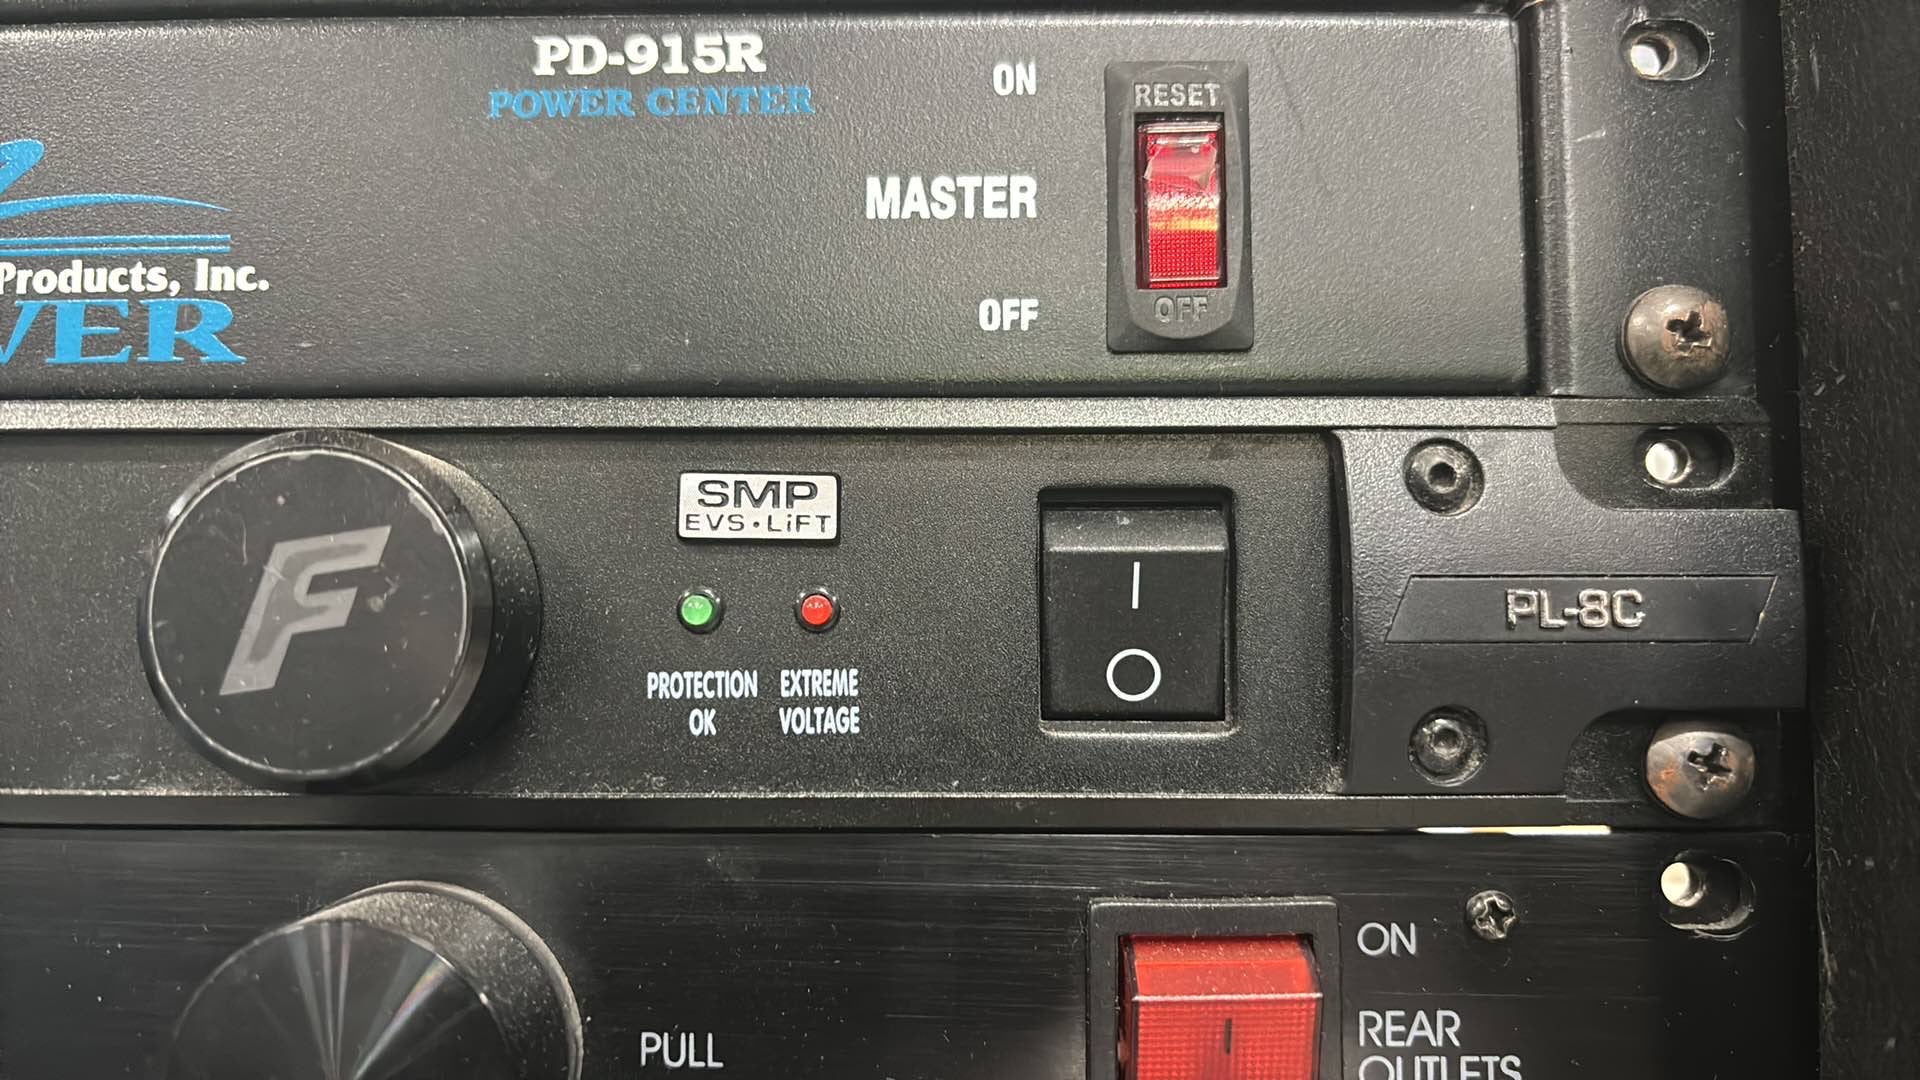 PD-915R
POWER CENTER
Products, Inc.
VER
ON
MASTER
OFF
RESET
OFF
F
SMP
EVS•LiFT
PROTECTION
OK
EXTREME
VOLTAGE
I
O
PL-8C
PULL
I
ON
REAR
OUTLETS